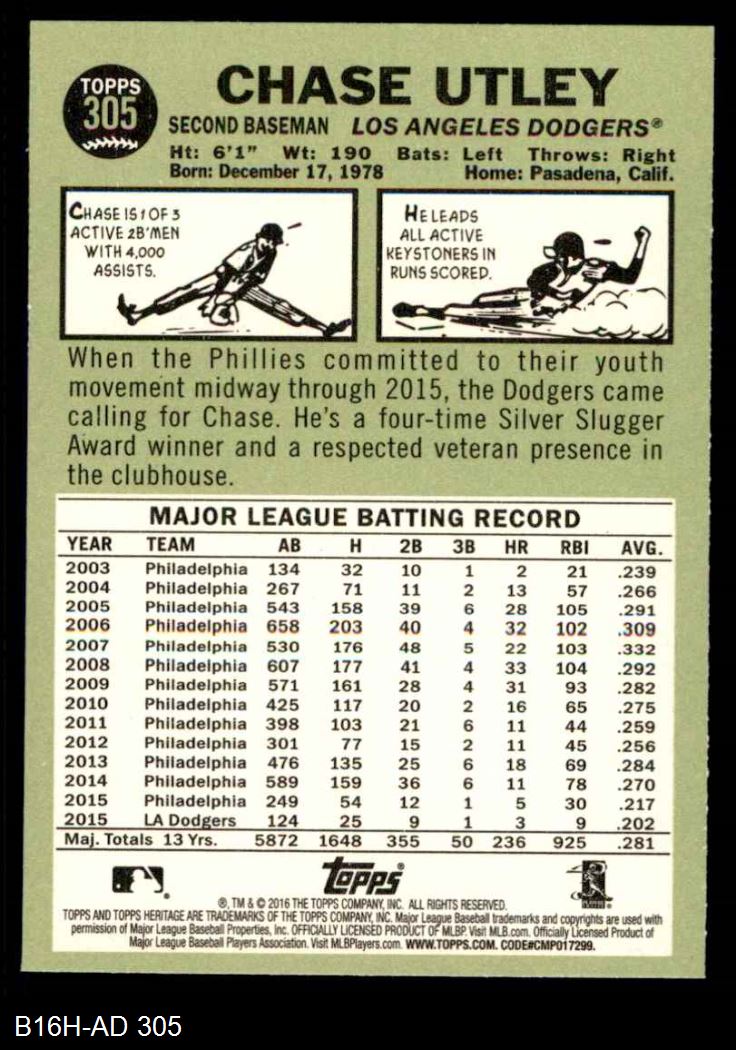 TOPPS
305
CHASE UTLEY
SECOND BASEMAN LOS ANGELES DODGERS®
Ht: 6'1" Wt: 190 Bats: Left Throws: Right
Born: December 17, 1978 Home: Pasadena, Calif.
CHASE IS 1 OF 3
ACTIVE 2B'MEN
WITH 4,000
ASSISTS.
HE LEADS
ALL ACTIVE
KEYSTONERS IN
RUNS SCORED.
When the Phillies committed to their youth
movement midway through 2015, the Dodgers came
calling for Chase. He's a four-time Silver Slugger
Award winner and a respected veteran presence in
the clubhouse.
MAJOR LEAGUE BATTING RECORD
YEAR TEAM AB H 2B 3B HR RBI AVG.
2003 Philadelphia 134 32 10 1 2 21 .239
2004 Philadelphia 267 71 11 2 13 57 .266
2005 Philadelphia 543 158 39 6 28 105 .291
2006 Philadelphia 658 203 40 4 32 102 .309
2007 Philadelphia 530 176 48 5 22 103 .332
2008 Philadelphia 607 177 41 4 33 104 .292
2009 Philadelphia 571 161 28 4 31 93 .282
2010 Philadelphia 425 117 20 2 16 65 .275
2011 Philadelphia 398 103 21 6 11 44 .259
2012 Philadelphia 301 77 15 2 11 45 .256
2013 Philadelphia 476 135 25 6 18 69 .284
2014 Philadelphia 589 159 36 6 11 78 .270
2015 Philadelphia 249 54 12 1 5 30 .217
2015 LA Dodgers 124 25 9 1 3 9 .202
Maj. Totals 13 Yrs. 5872 1648 355 50 236 925 .281
Topps®
®, TM & © 2016 THE TOPPS COMPANY, INC. ALL RIGHTS RESERVED.
TOPPS AND TOPPS HERITAGE ARE TRADEMARKS OF THE TOPPS COMPANY, INC. Major League Baseball trademarks and copyrights are used with
permission of Major League Baseball Properties, Inc. OFFICIALLY LICENSED PRODUCT OF MLBP. Visit MLB.com. Officially Licensed Product of
Major League Baseball Players Association. Visit MLBPlayers.com. WWW.TOPPS.COM. CODE#CMP017299.
B16H-AD 305